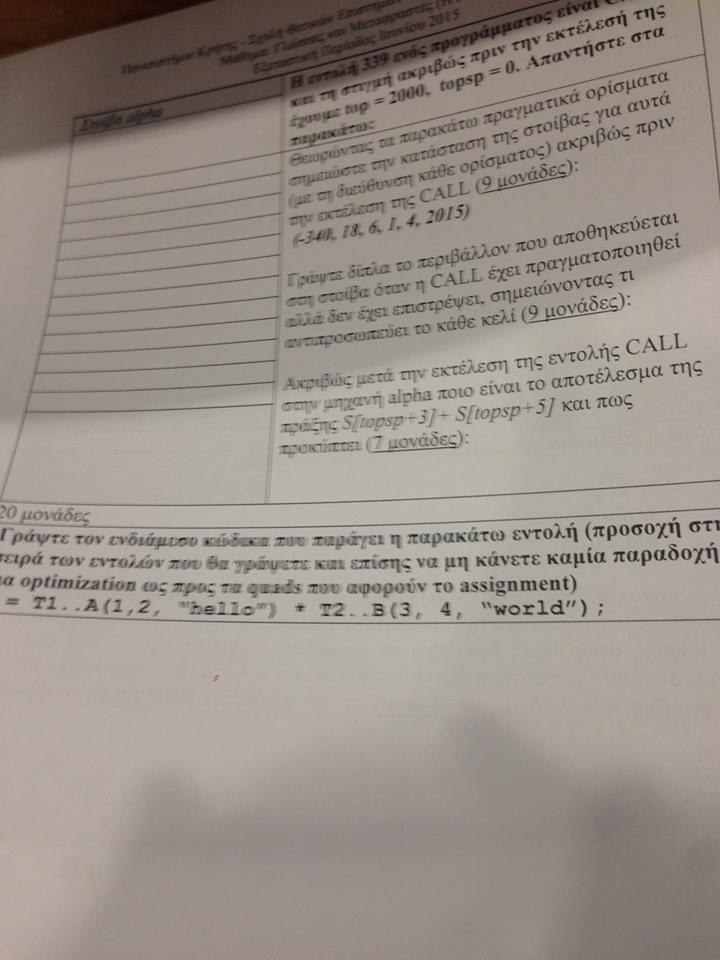 Πανεπιστήμιο Κρήτης - Σχολή Θετικών Επιστημών
Μάθημα: Γλώσσες και Μεταφραστές
Εξεταστική Περίοδος Ιουνίου 2015
Στοίβα alpha
Η εντολή 339 ενός προγράμματος είναι
και τη στιγμή ακριβώς πριν την εκτέλεσή της
έχουμε top = 2000, topsp = 0. Απαντήστε στα
παρακάτω:
Θεωρώντας τα παρακάτω πραγματικά ορίσματα
σημειώστε την κατάσταση της στοίβας για αυτά
(με τη διεύθυνση κάθε ορίσματος) ακριβώς πριν
την εκτέλεση της CALL (9 μονάδες):
(-340, 18, 6, 1, 4, 2015)
Γράψτε δίπλα το περιβάλλον που αποθηκεύεται
στη στοίβα όταν η CALL έχει πραγματοποιηθεί
αλλά δεν έχει επιστρέψει, σημειώνοντας τι
αντιπροσωπεύει το κάθε κελί (9 μονάδες):
Ακριβώς μετά την εκτέλεση της εντολής CALL
στην μηχανή alpha ποιο είναι το αποτέλεσμα της
πράξης S[topsp+3]+ S[topsp+5] και πως
προκύπτει (7 μονάδες):
20 μονάδες
Γράψτε τον ενδιάμεσο κώδικα που παράγει η παρακάτω εντολή (προσοχή στη
σειρά των εντολών που θα γράψετε και επίσης να μη κάνετε καμία παραδοχή
optimization ως προς τα quads που αφορούν το assignment)
= T1..A(1,2, "hello") * T2..B(3, 4, "world");